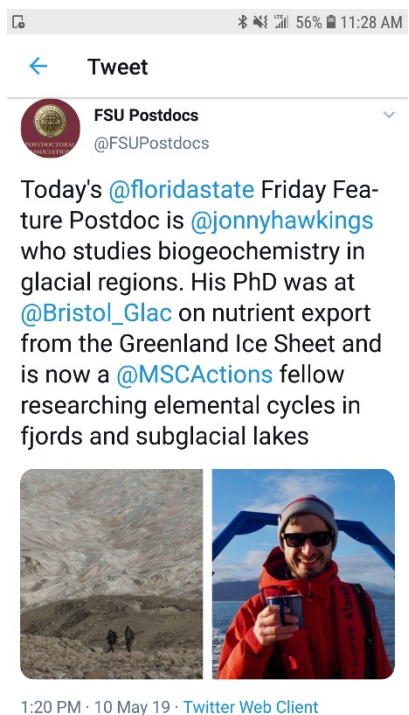 56% 11:28 AM
Tweet
POSTDOCTORAL
ASSOCIATION
FSU Postdocs
@FSUPostdocs
Today's @floridastate Friday Fea-
ture Postdoc is @jonnyhawkings
who studies biogeochemistry in
glacial regions. His PhD was at
@Bristol_Glac on nutrient export
from the Greenland Ice Sheet and
is now a @MSCActions fellow
researching elemental cycles in
fjords and subglacial lakes
1:20 PM · 10 May 19 · Twitter Web Client